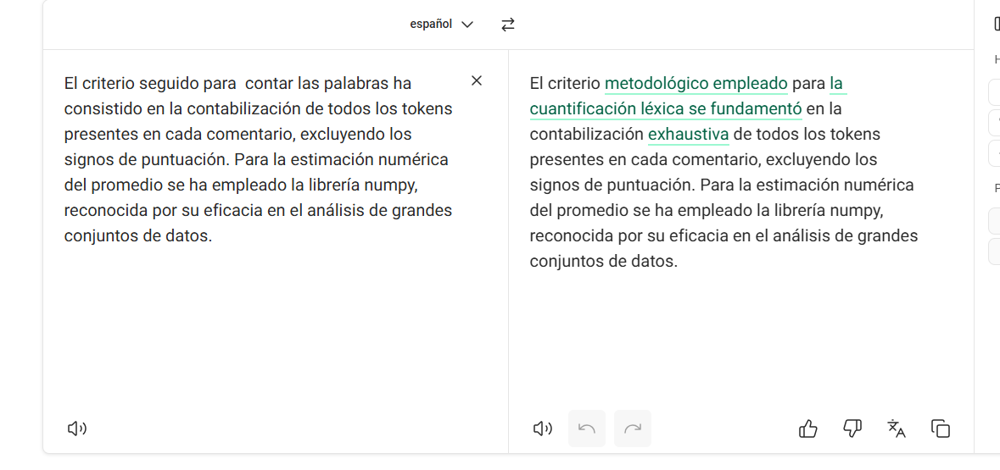 español
El criterio seguido para  contar las palabras ha
consistido en la contabilización de todos los tokens
presentes en cada comentario, excluyendo los
signos de puntuación. Para la estimación numérica
del promedio se ha empleado la librería numpy,
reconocida por su eficacia en el análisis de grandes
conjuntos de datos.
El criterio metodológico empleado para la
cuantificación léxica se fundamentó en la
contabilización exhaustiva de todos los tokens
presentes en cada comentario, excluyendo los
signos de puntuación. Para la estimación numérica
del promedio se ha empleado la librería numpy,
reconocida por su eficacia en el análisis de grandes
conjuntos de datos.